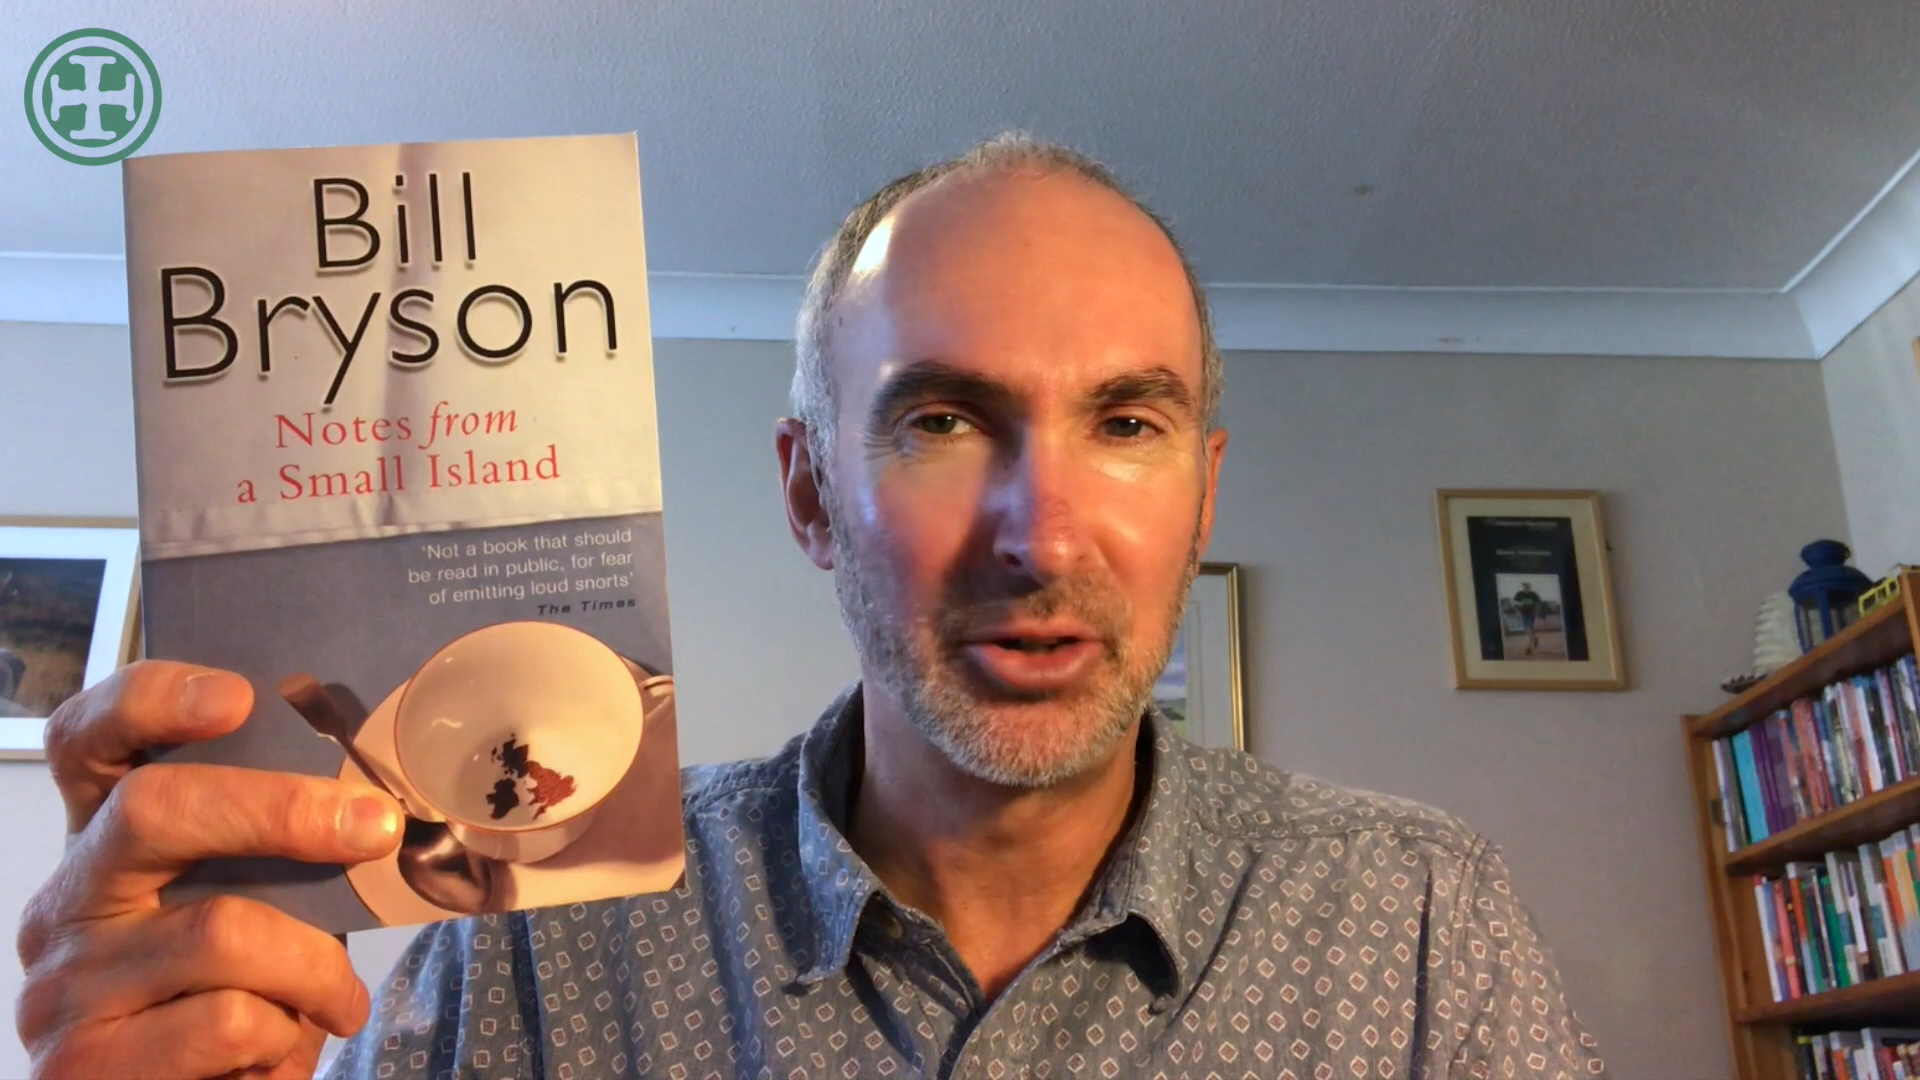 Bill
Bryson
Notes from
a Small Island
'Not a book that should
be read in public, for fear
of emitting loud snorts'
The Times